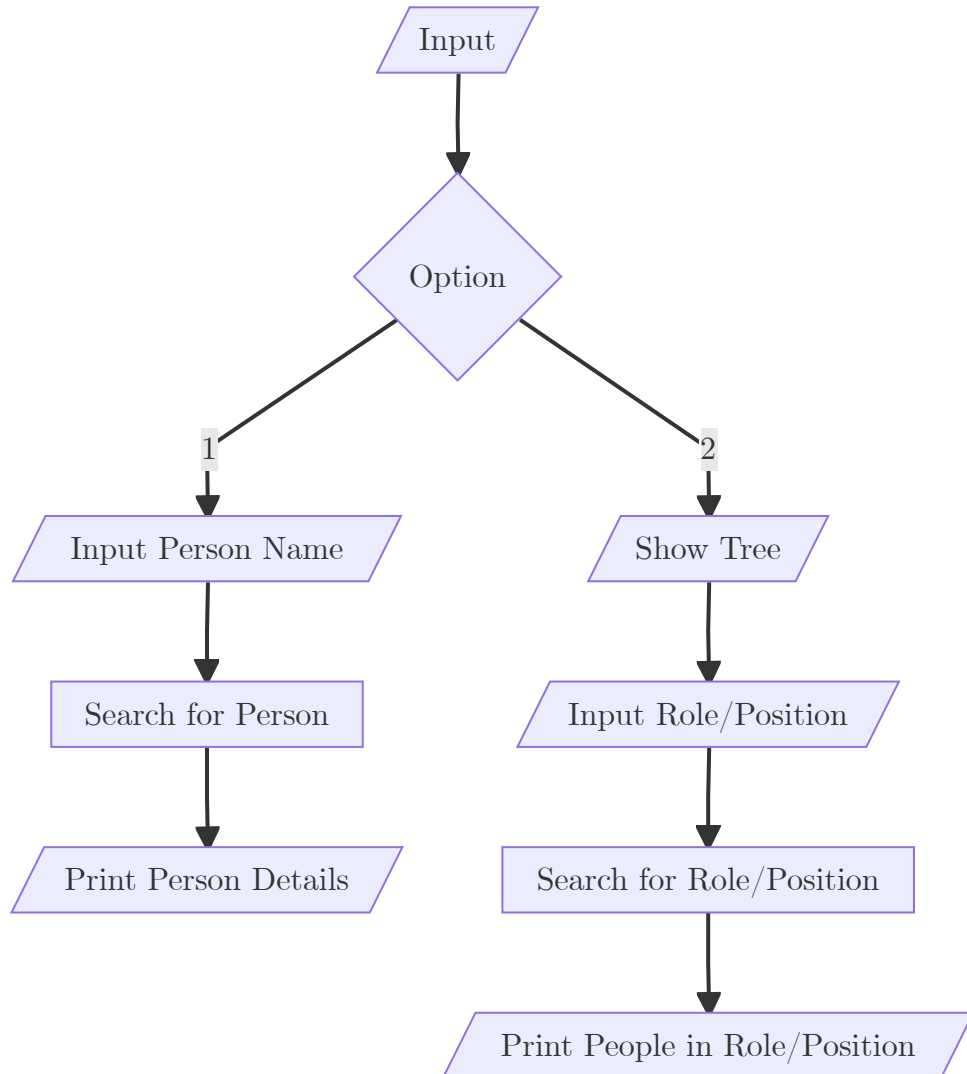 Input
Option
1
2
Input Person Name
Show Tree
Search for Person
Input Role/Position
Print Person Details
Search for Role/Position
Print People in Role/Position